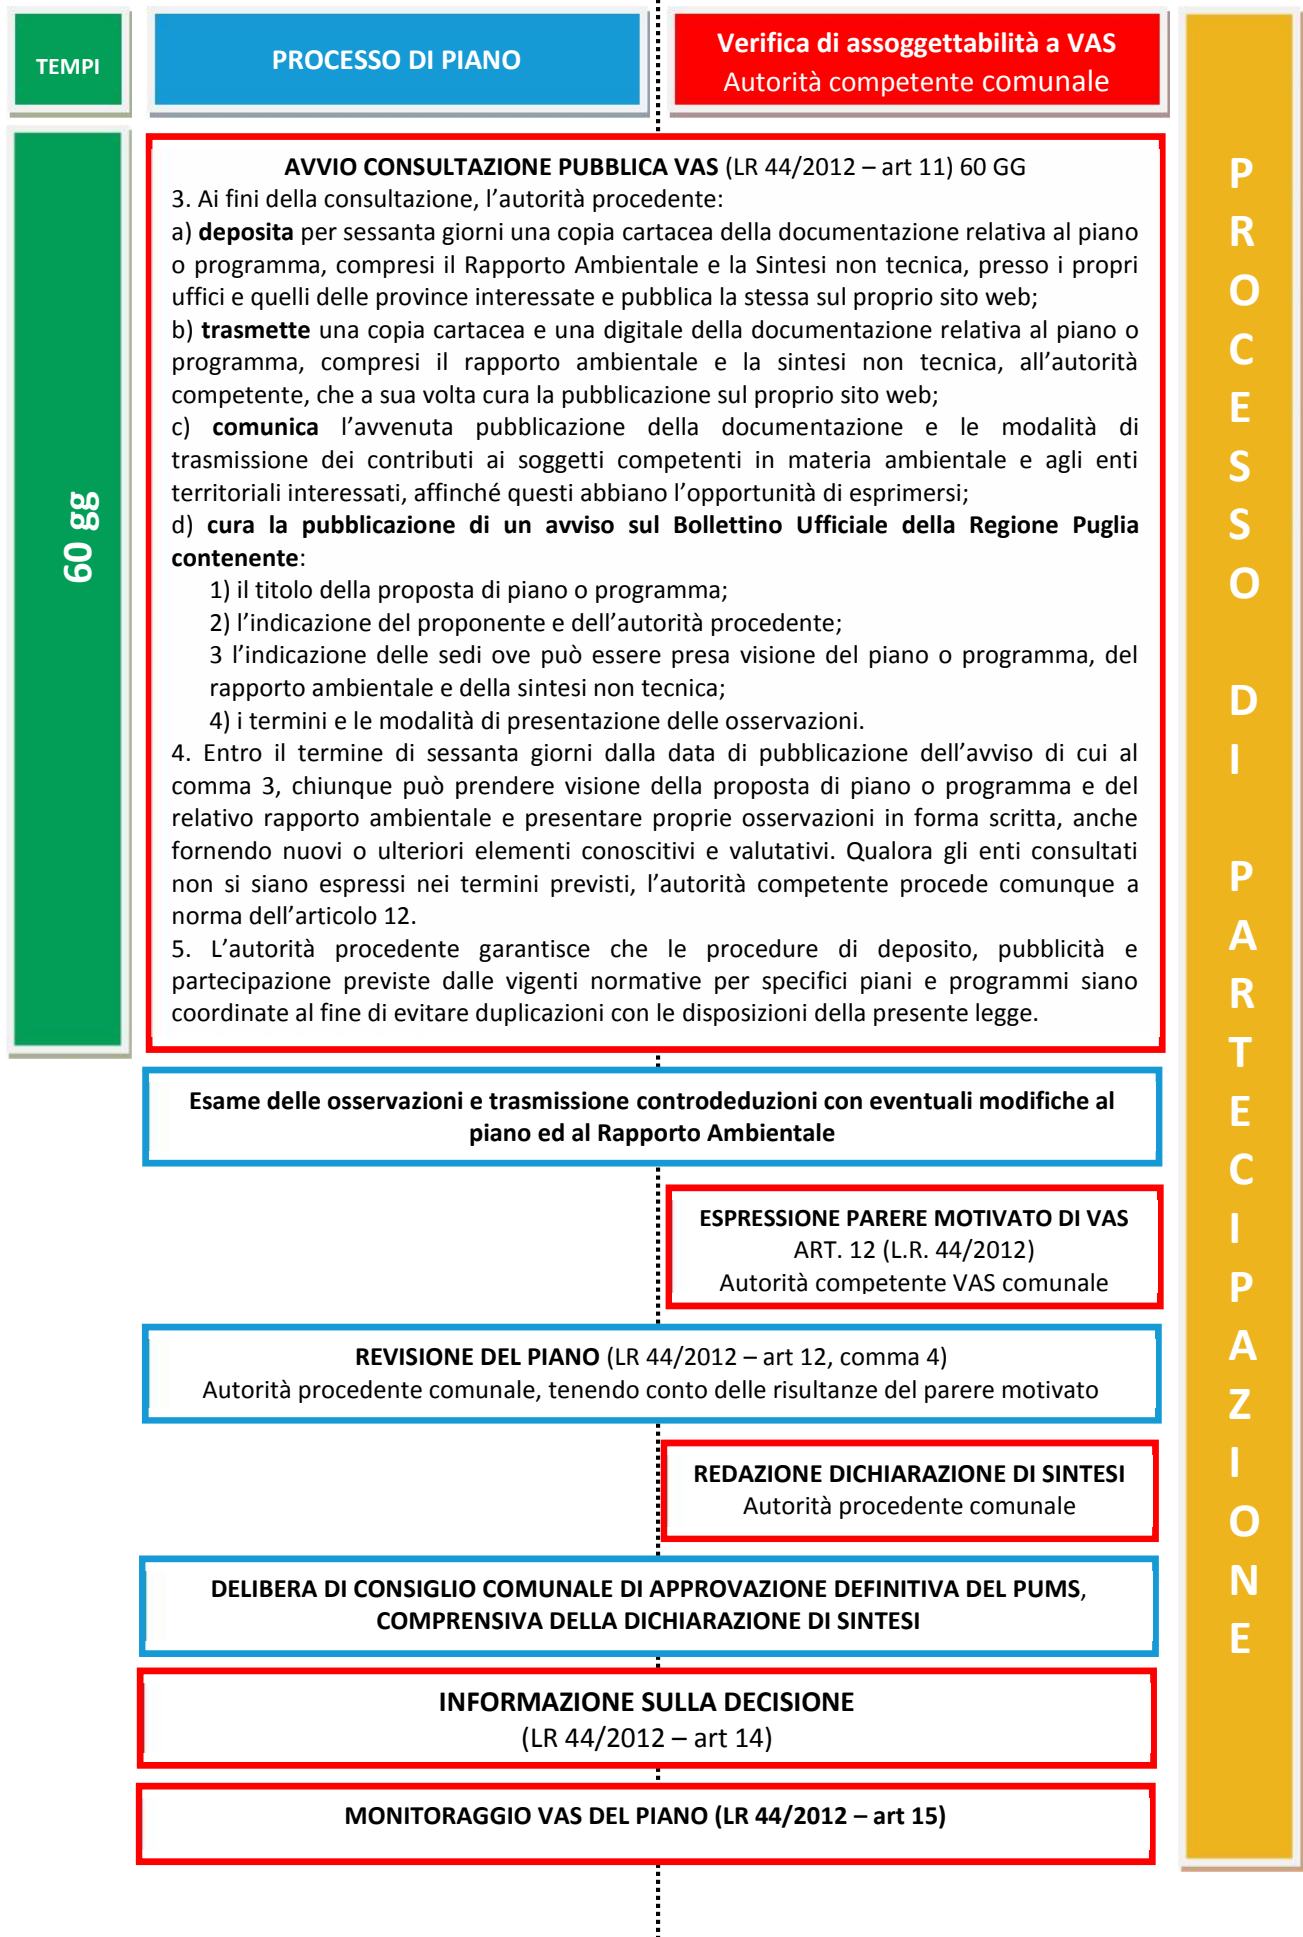 TEMPI
PROCESSO DI PIANO
Verifica di assoggettabilità a VAS
Autorità competente comunale
60 gg
AVVIO CONSULTAZIONE PUBBLICA VAS (LR 44/2012 – art 11) 60 GG
3. Ai fini della consultazione, l’autorità procedente:
a) deposita per sessanta giorni una copia cartacea della documentazione relativa al piano
o programma, compresi il Rapporto Ambientale e la Sintesi non tecnica, presso i propri
uffici e quelli delle province interessate e pubblica la stessa sul proprio sito web;
b) trasmette una copia cartacea e una digitale della documentazione relativa al piano o
programma, compresi il rapporto ambientale e la sintesi non tecnica, all’autorità
competente, che a sua volta cura la pubblicazione sul proprio sito web;
c) comunica l’avvenuta pubblicazione della documentazione e le modalità di
trasmissione dei contributi ai soggetti competenti in materia ambientale e agli enti
territoriali interessati, affinché questi abbiano l’opportunità di esprimersi;
d) cura la pubblicazione di un avviso sul Bollettino Ufficiale della Regione Puglia
contenente:
1) il titolo della proposta di piano o programma;
2) l’indicazione del proponente e dell’autorità procedente;
3 l’indicazione delle sedi ove può essere presa visione del piano o programma, del
rapporto ambientale e della sintesi non tecnica;
4) i termini e le modalità di presentazione delle osservazioni.
4. Entro il termine di sessanta giorni dalla data di pubblicazione dell’avviso di cui al
comma 3, chiunque può prendere visione della proposta di piano o programma e del
relativo rapporto ambientale e presentare proprie osservazioni in forma scritta, anche
fornendo nuovi o ulteriori elementi conoscitivi e valutativi. Qualora gli enti consultati
non si siano espressi nei termini previsti, l’autorità competente procede comunque a
norma dell’articolo 12.
5. L’autorità procedente garantisce che le procedure di deposito, pubblicità e
partecipazione previste dalle vigenti normative per specifici piani e programmi siano
coordinate al fine di evitare duplicazioni con le disposizioni della presente legge.
Esame delle osservazioni e trasmissione controdeduzioni con eventuali modifiche al
piano ed al Rapporto Ambientale
ESPRESSIONE PARERE MOTIVATO DI VAS
ART. 12 (L.R. 44/2012)
Autorità competente VAS comunale
REVISIONE DEL PIANO (LR 44/2012 – art 12, comma 4)
Autorità procedente comunale, tenendo conto delle risultanze del parere motivato
REDAZIONE DICHIARAZIONE DI SINTESI
Autorità procedente comunale
DELIBERA DI CONSIGLIO COMUNALE DI APPROVAZIONE DEFINITIVA DEL PUMS,
COMPRENSIVA DELLA DICHIARAZIONE DI SINTESI
INFORMAZIONE SULLA DECISIONE
(LR 44/2012 – art 14)
MONITORAGGIO VAS DEL PIANO (LR 44/2012 – art 15)
PROCESSO DI PARTECIPAZIONE